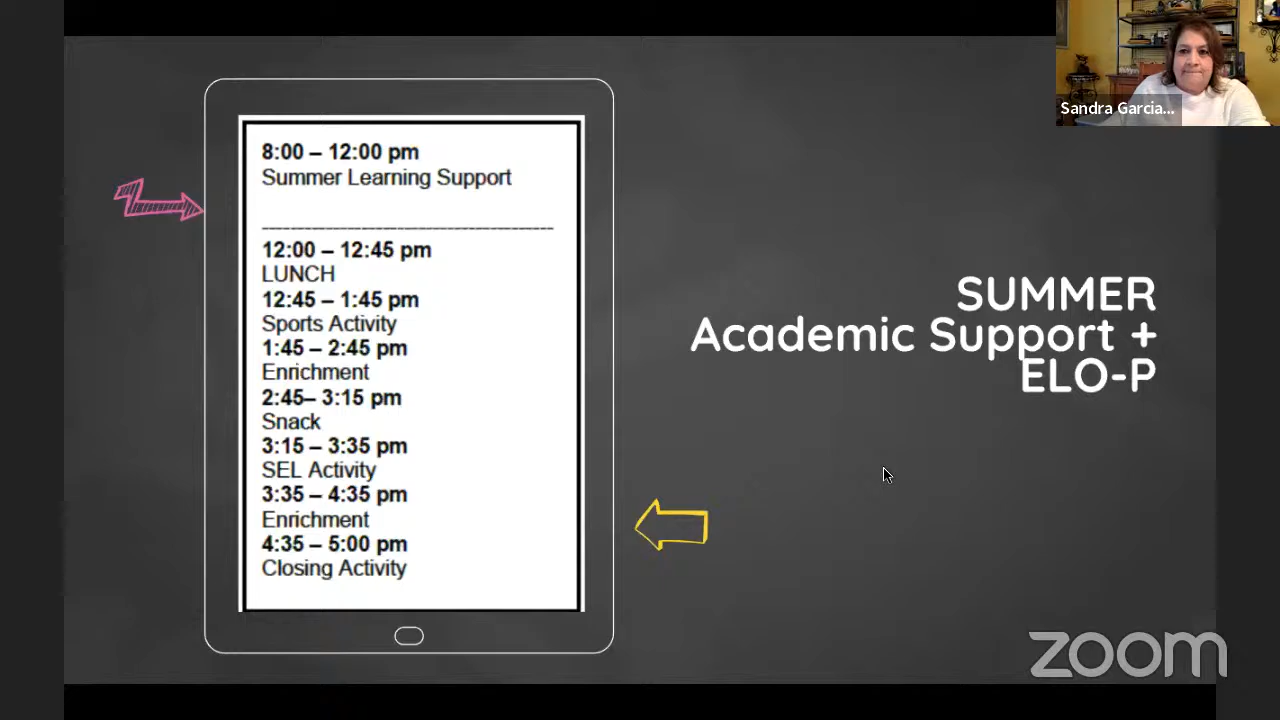 Sandra Garcia...
8:00 – 12:00 pm
Summer Learning Support
12:00 – 12:45 pm
LUNCH
12:45 – 1:45 pm
Sports Activity
1:45 – 2:45 pm
Enrichment
2:45– 3:15 pm
Snack
3:15 – 3:35 pm
SEL Activity
3:35 – 4:35 pm
Enrichment
4:35 – 5:00 pm
Closing Activity
SUMMER
Academic Support +
ELO-P
zoom